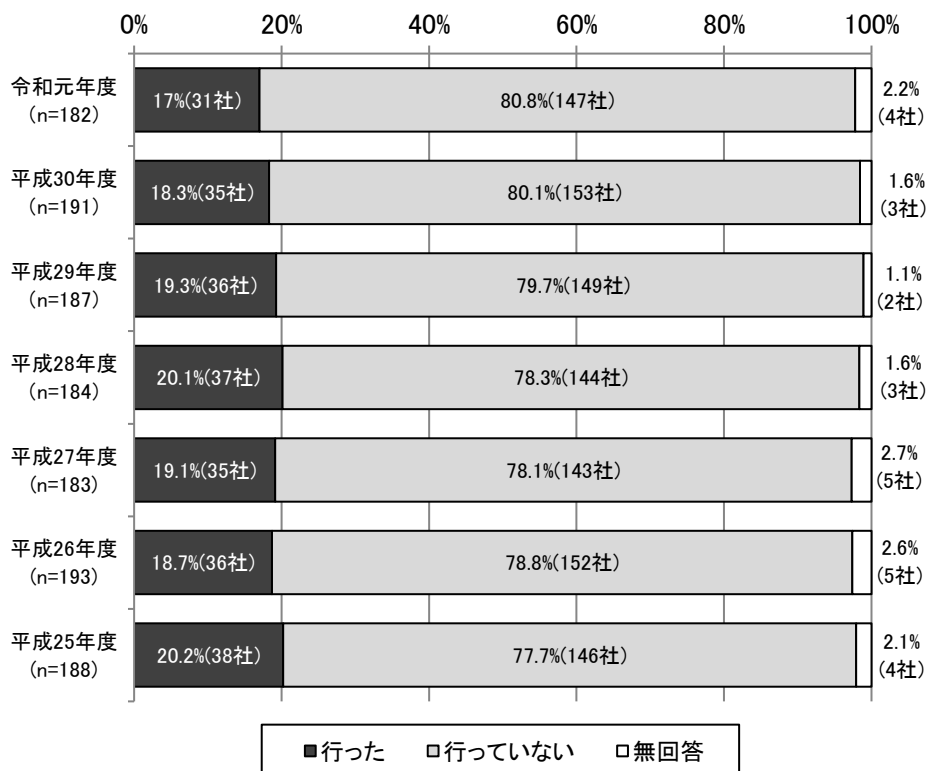 0% 20% 40% 60% 80% 100%
令和元年度
(n=182)
17%(31社) 80.8%(147社) 2.2%
(4社)
平成30年度
(n=191)
18.3%(35社) 80.1%(153社) 1.6%
(3社)
平成29年度
(n=187)
19.3%(36社) 79.7%(149社) 1.1%
(2社)
平成28年度
(n=184)
20.1%(37社) 78.3%(144社) 1.6%
(3社)
平成27年度
(n=183)
19.1%(35社) 78.1%(143社) 2.7%
(5社)
平成26年度
(n=193)
18.7%(36社) 78.8%(152社) 2.6%
(5社)
平成25年度
(n=188)
20.2%(38社) 77.7%(146社) 2.1%
(4社)
行った 行っていない 無回答